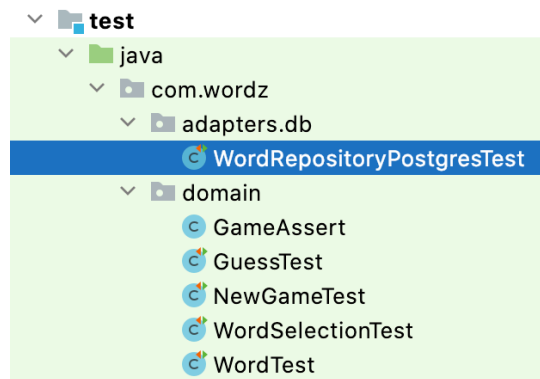 test
java
com.wordz
adapters.db
WordRepositoryPostgresTest
domain
GameAssert
GuessTest
NewGameTest
WordSelectionTest
WordTest